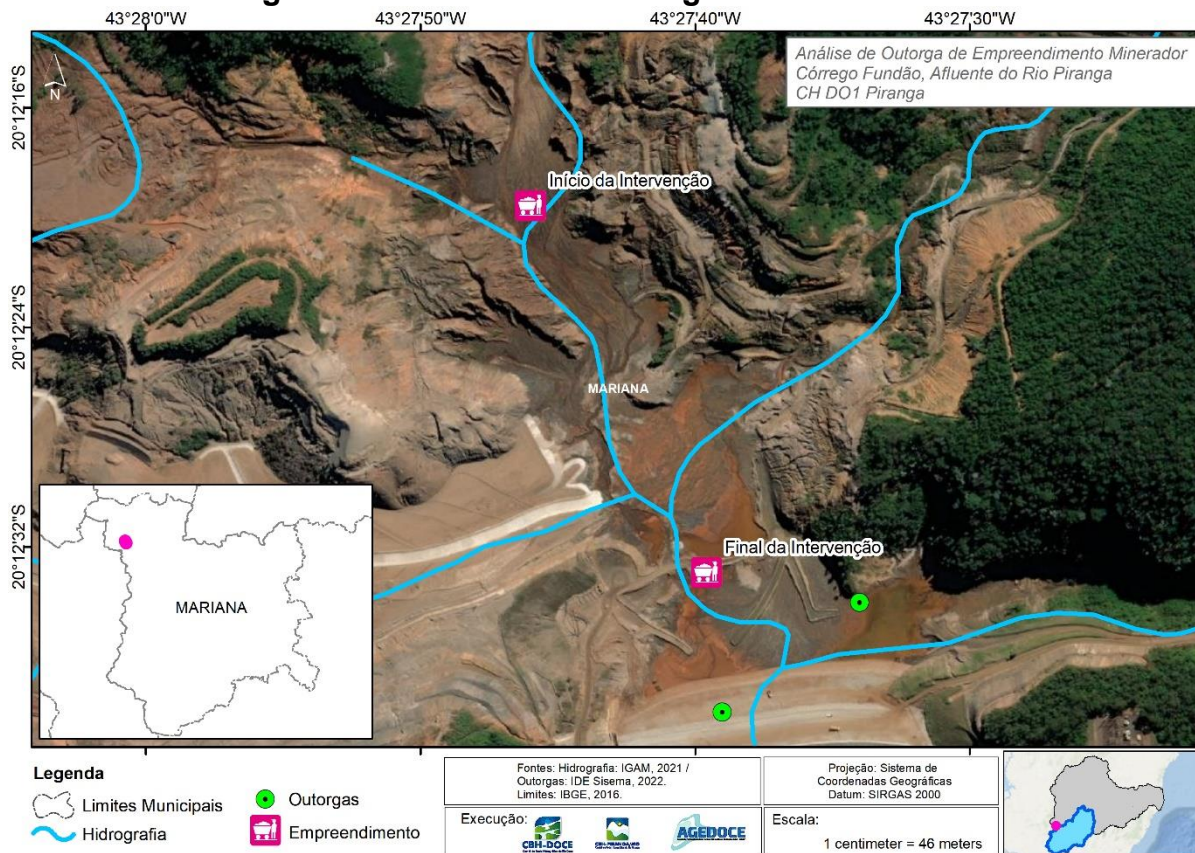 43°28'0"W
43°27'50"W
43°27'40"W
43°27'30"W
20°12'16"S
20°12'24"S
20°12'32"S
N
Análise de Outorga de Empreendimento Minerador
Córrego Fundão, Afluente do Rio Piranga
CH DO1 Piranga
Início da Intervenção
MARIANA
Final da Intervenção
MARIANA
Legenda
Limites Municipais
Hidrografia
Outorgas
Empreendimento
Fontes: Hidrografia: IGAM, 2021 /
Outorgas: IDE Sisema, 2022.
Limites: IBGE, 2016.
Execução:
CBH-DOCE
AGEDOCE
Projeção: Sistema de
Coordenadas Geográficas
Datum: SIRGAS 2000
Escala:
1 centimeter = 46 meters